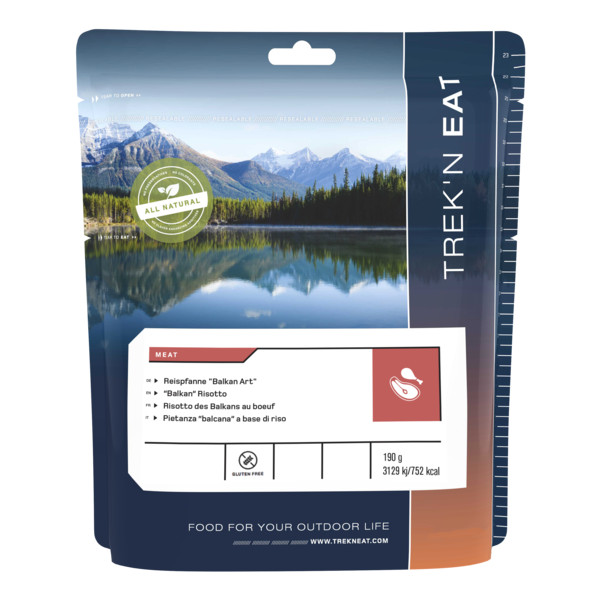 TREK'N EAT
ALL NATURAL
MEAT
Reispfanne "Balkan Art"
"Balkan" Risotto
Risotto des Balkans au boeuf
Pietanza "balcana" a base di riso
GLUTEN FREE
190 g
3129 kj/752 kcal
FOOD FOR YOUR OUTDOOR LIFE
WWW.TREKNEAT.COM